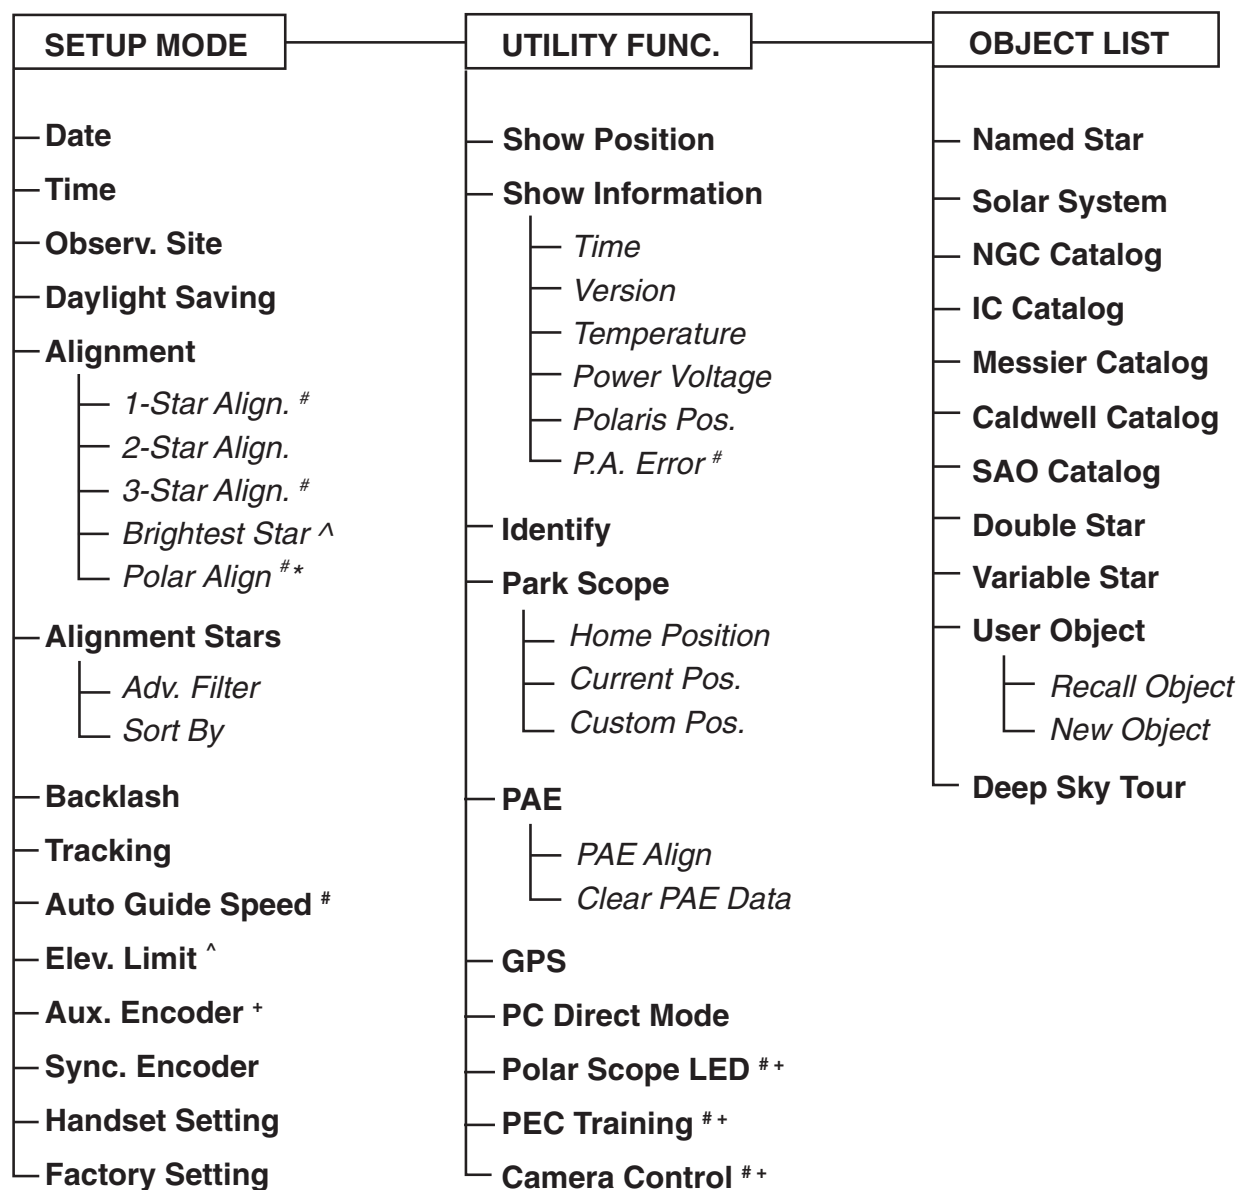 SETUP MODE
Date
Time
Observ. Site
Daylight Saving
Alignment
1-Star Align. #
2-Star Align.
3-Star Align. #
Brightest Star ^
Polar Align #*
Alignment Stars
Adv. Filter
Sort By
Backlash
Tracking
Auto Guide Speed #
Elev. Limit ^
Aux. Encoder +
Sync. Encoder
Handset Setting
Factory Setting
UTILITY FUNC.
Show Position
Show Information
Time
Version
Temperature
Power Voltage
Polaris Pos.
P.A. Error #
Identify
Park Scope
Home Position
Current Pos.
Custom Pos.
PAE
PAE Align
Clear PAE Data
GPS
PC Direct Mode
Polar Scope LED # +
PEC Training # +
Camera Control # +
OBJECT LIST
Named Star
Solar System
NGC Catalog
IC Catalog
Messier Catalog
Caldwell Catalog
SAO Catalog
Double Star
Variable Star
User Object
Recall Object
New Object
Deep Sky Tour